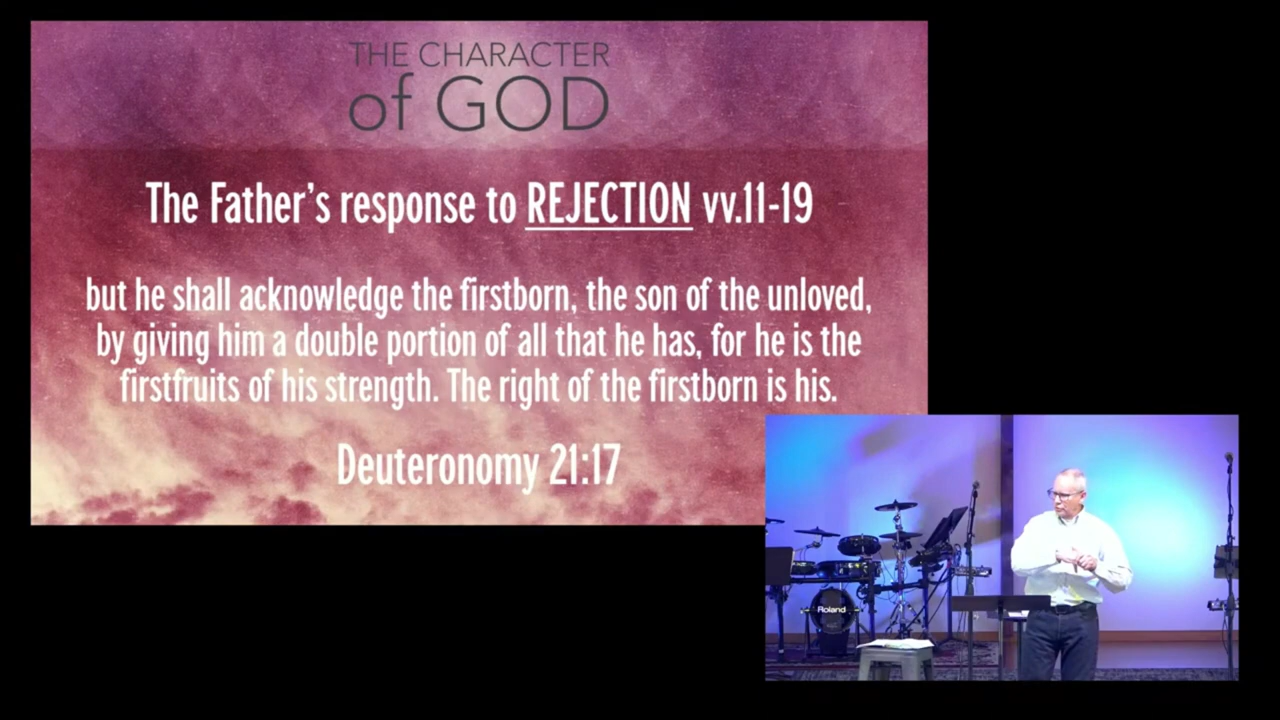 THE CHARACTER
of GOD
The Father's response to REJECTION vv.11-19
but he shall acknowledge the firstborn, the son of the unloved,
by giving him a double portion of all that he has, for he is the
firstfruits of his strength. The right of the firstborn is his.
Deuteronomy 21:17
Roland